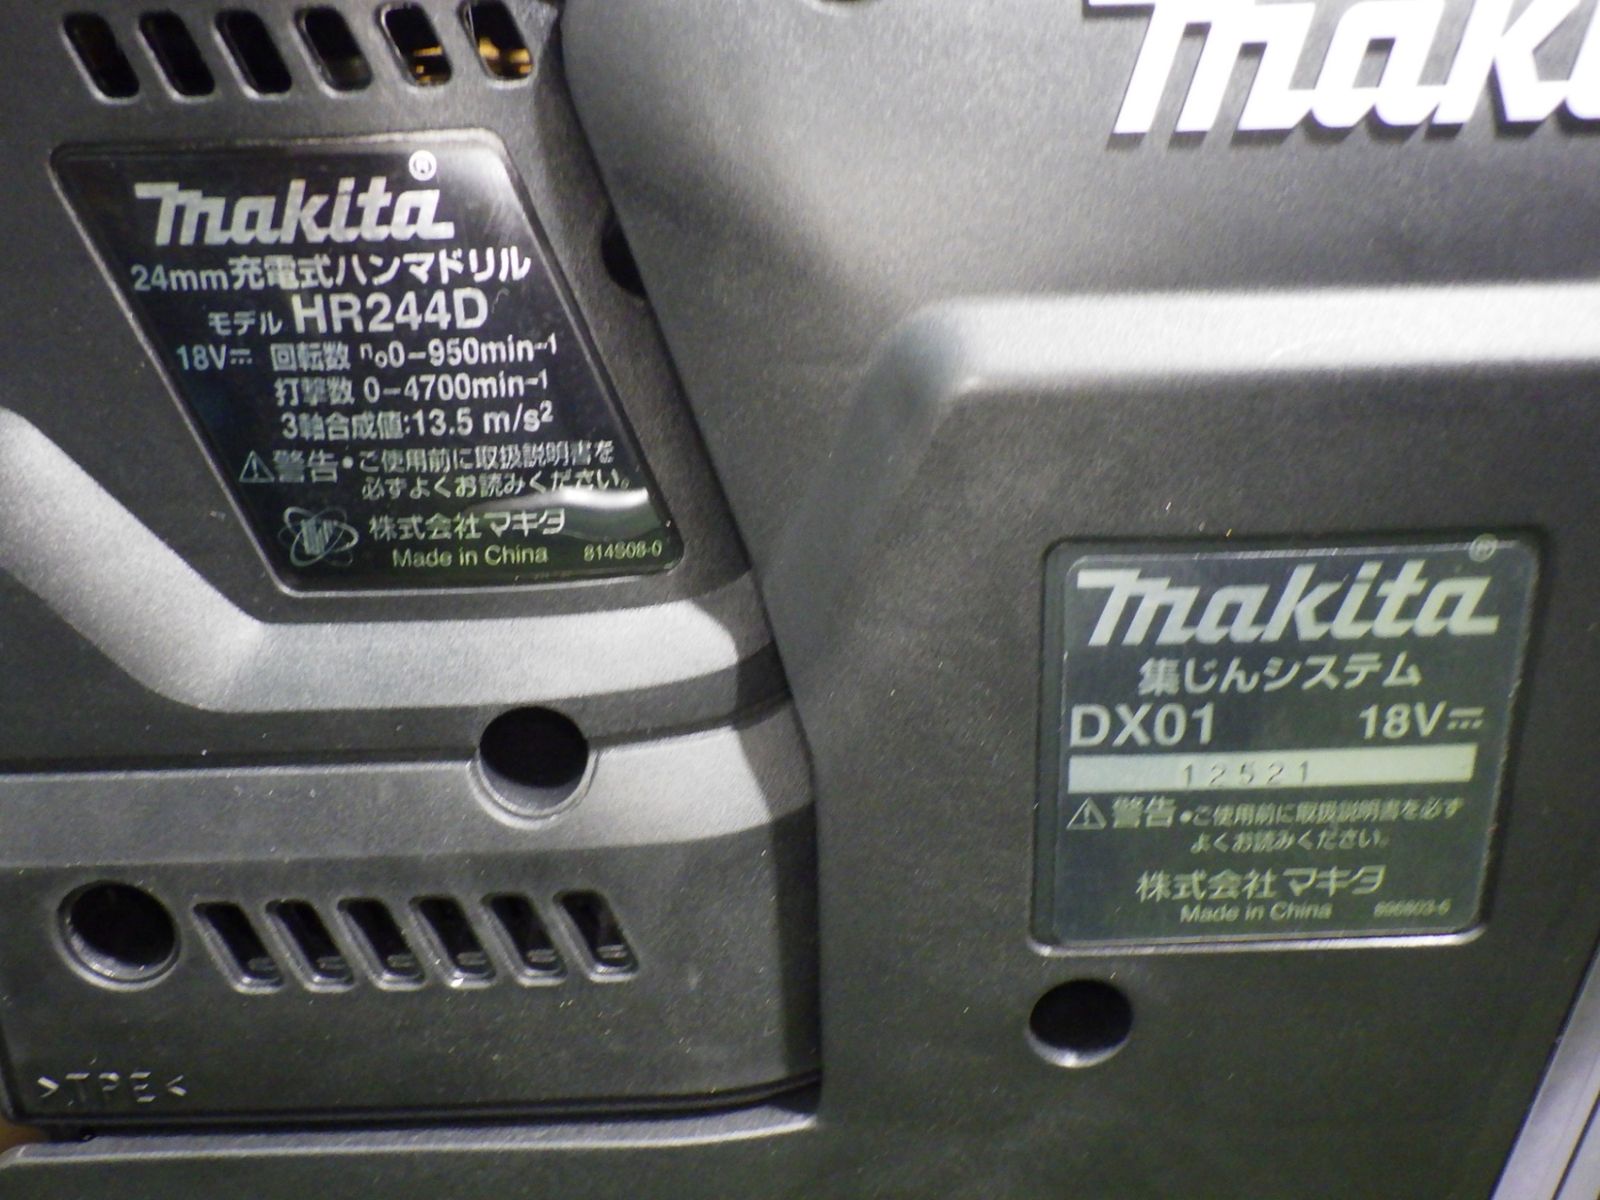 makita
makita®
24mm充電式ハンマドリル
モデル HR244D
18V⎓ 回転数 n₀0-950min⁻¹
打撃数 0-4700min⁻¹
3軸合成値:13.5 m/s²
⚠警告・ご使用前に取扱説明書を
必ずよくお読みください。
株式会社マキタ
Made in China 814S08-0
makita®
集じんシステム
DX01 18V⎓
12521
⚠警告・ご使用前に取扱説明書を必ず
よくお読みください。
株式会社マキタ
Made in China
>TPE<